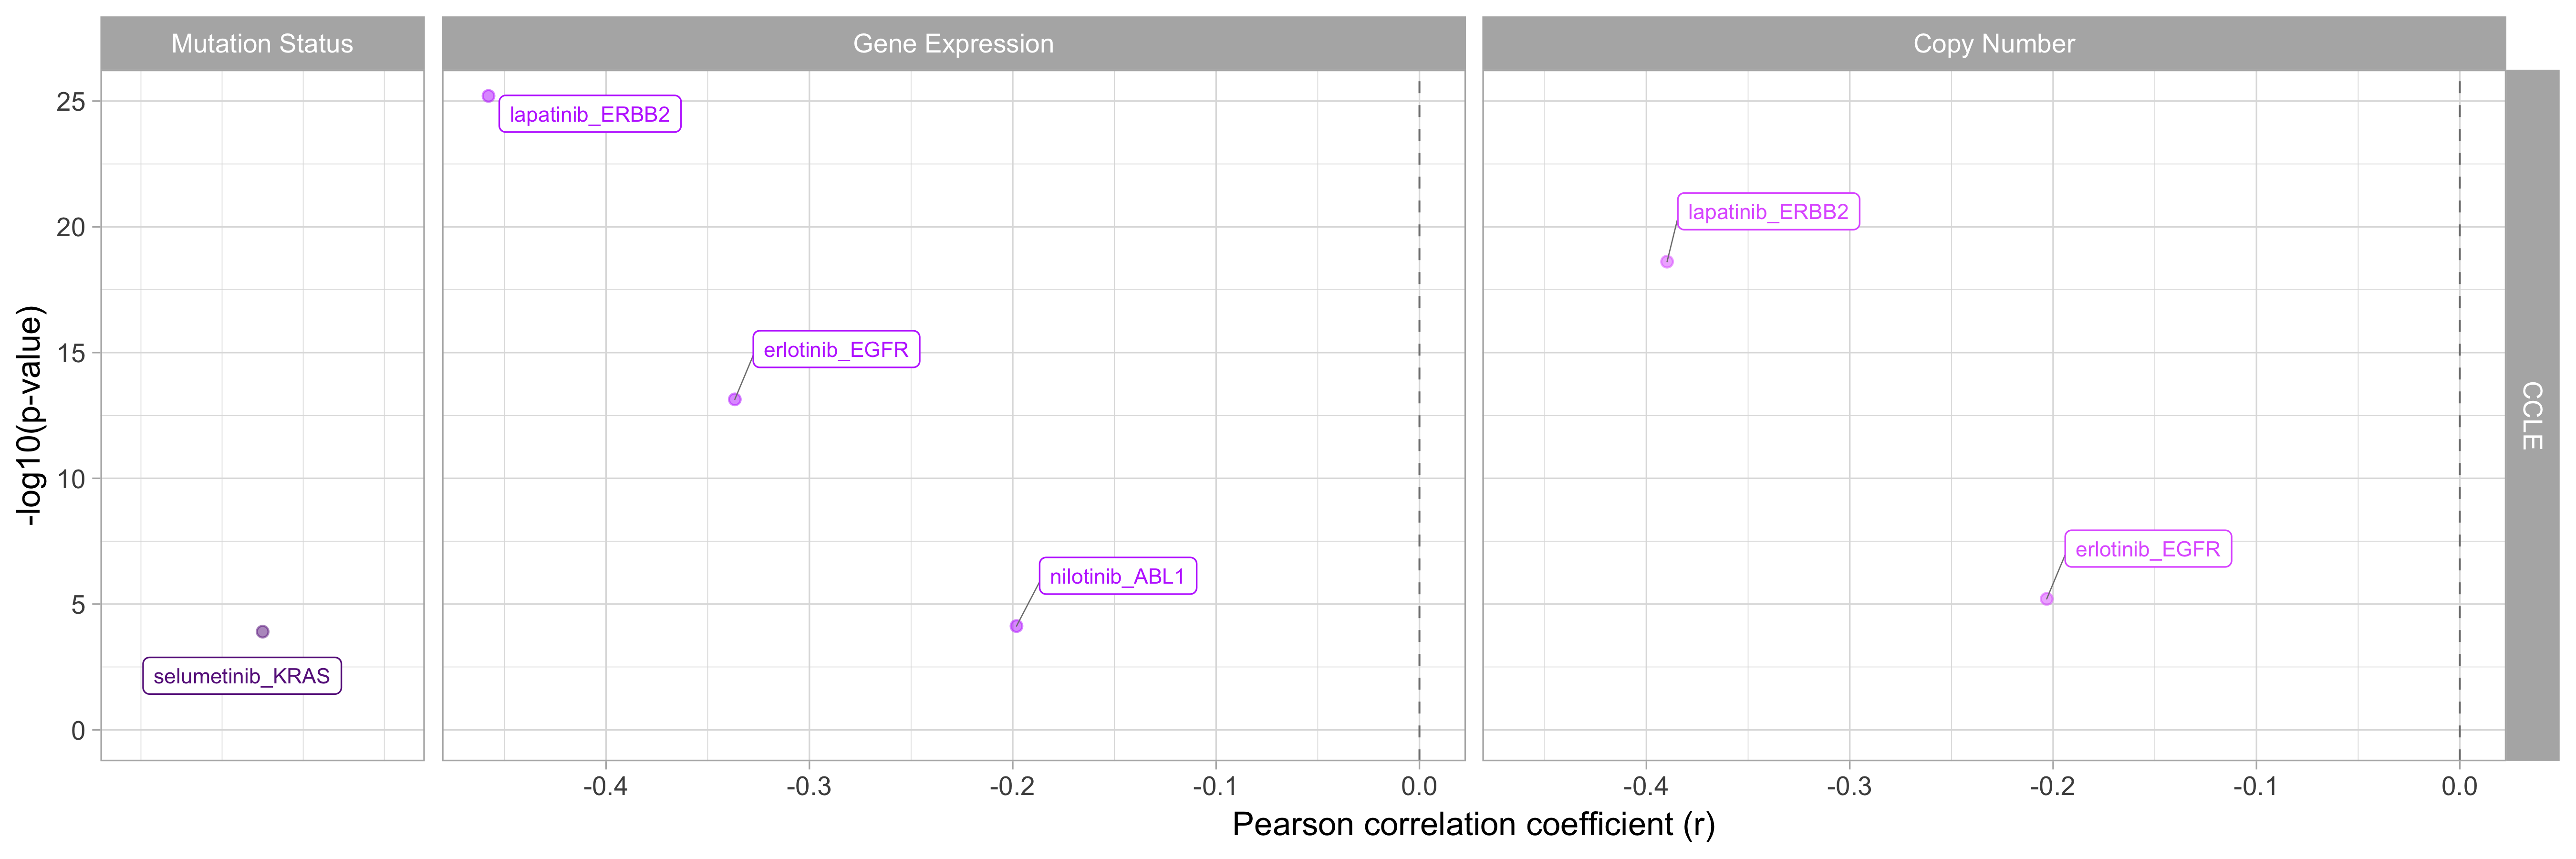 Mutation Status
Gene Expression
Copy Number
CCLE
-log10(p-value)
25
20
15
10
5
0
lapatinib_ERBB2
erlotinib_EGFR
nilotinib_ABL1
selumetinib_KRAS
lapatinib_ERBB2
erlotinib_EGFR
-0.4 -0.3 -0.2 -0.1 0.0
-0.4 -0.3 -0.2 -0.1 0.0
Pearson correlation coefficient (r)